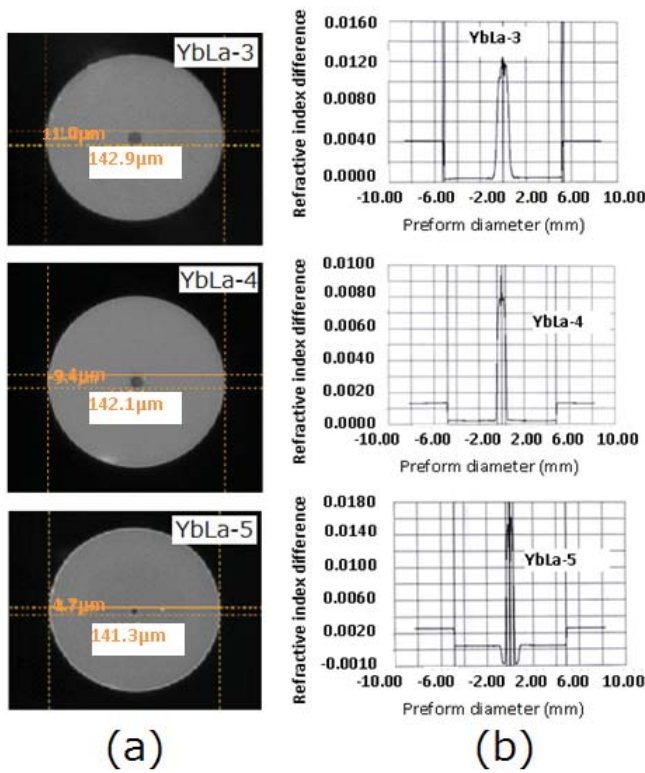 YbLa-3
142.9µm
YbLa-4
9.4µm
142.1µm
YbLa-5
4.7µm
141.3µm
(a)
Refractive index difference
0.0160
0.0120
0.0080
0.0040
0.0000
YbLa-3
-10.00 -6.00 -2.00 2.00 6.00 10.00
Preform diameter (mm)
Refractive index difference
0.0100
0.0080
0.0060
0.0040
0.0020
0.0000
YbLa-4
-10.00 -6.00 -2.00 2.00 6.00 10.00
Preform diameter (mm)
Refractive index difference
0.0180
0.0140
0.0060
0.0020
-0.0010
YbLa-5
-10.00 -6.00 -2.00 2.00 6.00 10.00
Preform diameter (mm)
(b)